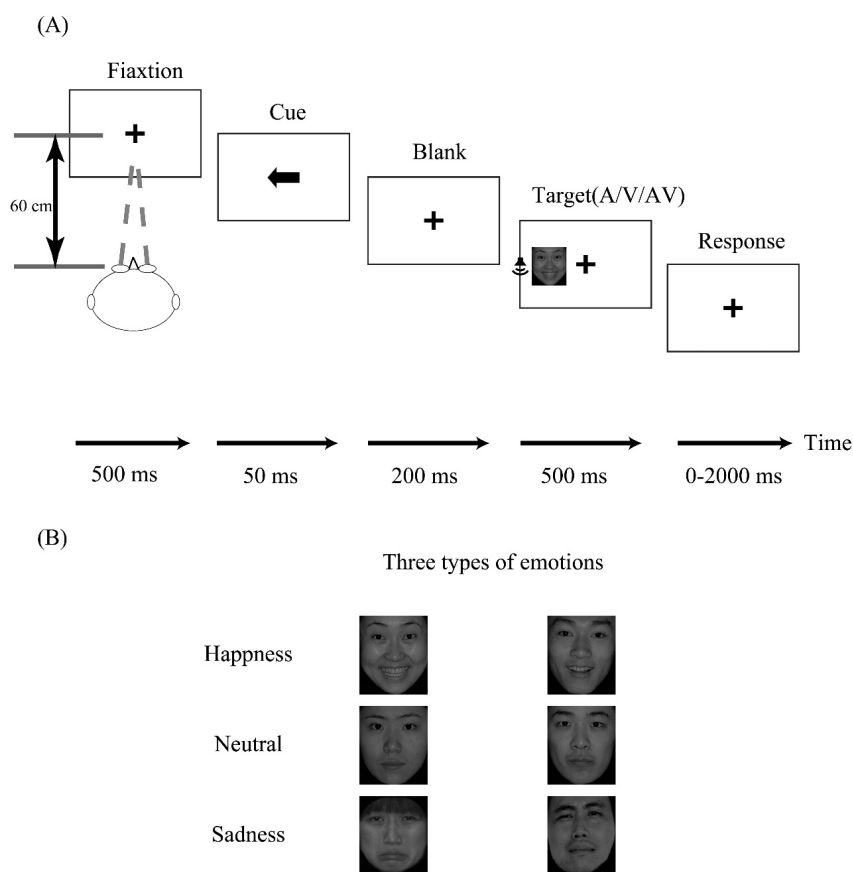 (A)
Fiaxtion
Cue
Blank
Target(A/V/AV)
Response
60 cm
Time
500 ms
50 ms
200 ms
500 ms
0-2000 ms
(B)
Three types of emotions
Happness
Neutral
Sadness